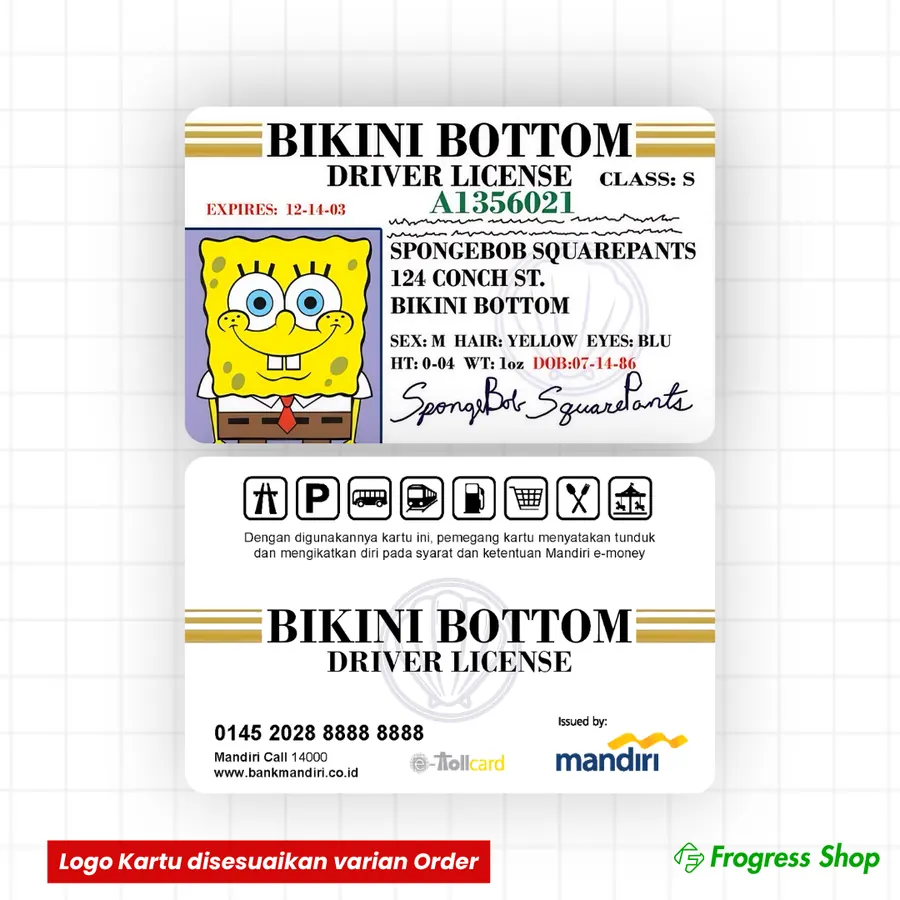 BIKINI BOTTOM
DRIVER LICENSE
CLASS: S
A1356021
EXPIRES: 12-14-03
SPONGEBOB SQUAREPANTS
124 CONCH ST.
BIKINI BOTTOM
SEX: M HAIR: YELLOW EYES: BLU
HT: 0-04 WT: 1oz DOB:07-14-86
SpongeBob SquarePants
P
Dengan digunakannya kartu ini, pemegang kartu menyatakan tunduk
dan mengikatkan diri pada syarat dan ketentuan Mandiri e-money
BIKINI BOTTOM
DRIVER LICENSE
0145 2028 8888 8888
Mandiri Call 14000
www.bankmandiri.co.id
e-Tollcard
Issued by:
mandiri
Logo Kartu disesuaikan varian Order
Frogress Shop